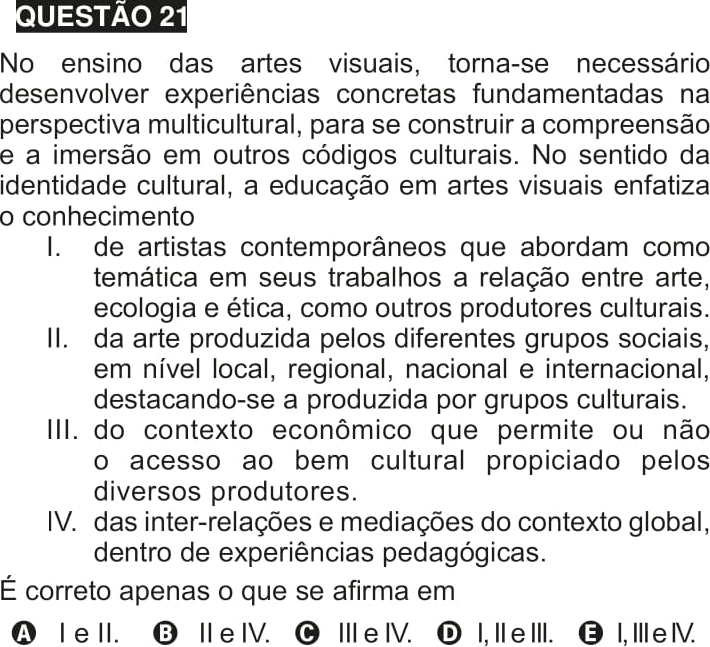 QUESTÃO 21
No ensino das artes visuais, torna-se necessário
desenvolver experiências concretas fundamentadas na
perspectiva multicultural, para se construir a compreensão
e a imersão em outros códigos culturais. No sentido da
identidade cultural, a educação em artes visuais enfatiza
o conhecimento
I. de artistas contemporâneos que abordam como
temática em seus trabalhos a relação entre arte,
ecologia e ética, como outros produtores culturais.
II. da arte produzida pelos diferentes grupos sociais,
em nível local, regional, nacional e internacional,
destacando-se a produzida por grupos culturais.
III. do contexto econômico que permite ou não
o acesso ao bem cultural propiciado pelos
diversos produtores.
IV. das inter-relações e mediações do contexto global,
dentro de experiências pedagógicas.
É correto apenas o que se afirma em
A I e II. B II e IV. C III e IV. D I, II e III. E I, III e IV.